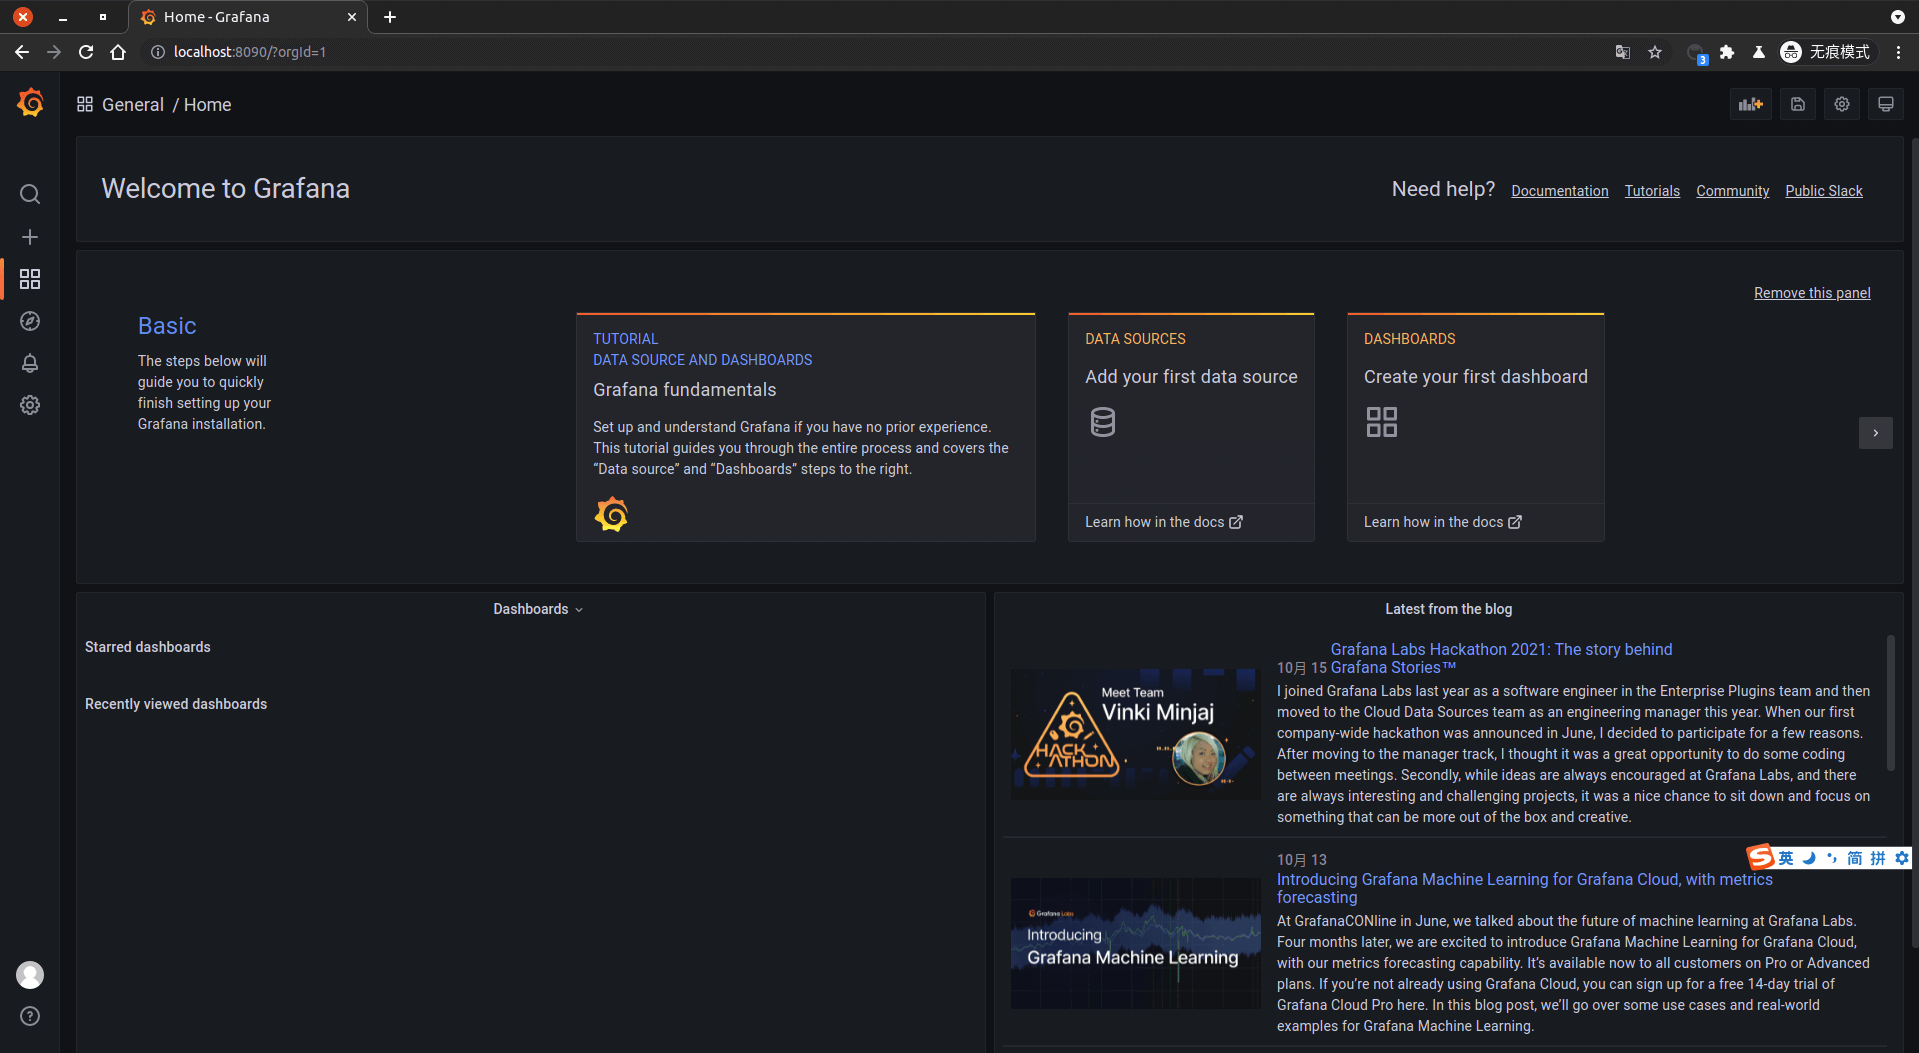 Home - Grafana
localhost:8090/?orgId=1
3
无痕模式
General / Home
Welcome to Grafana
Need help? Documentation Tutorials Community Public Slack
Remove this panel
Basic
The steps below will
guide you to quickly
finish setting up your
Grafana installation.
TUTORIAL
DATA SOURCE AND DASHBOARDS
Grafana fundamentals
Set up and understand Grafana if you have no prior experience.
This tutorial guides you through the entire process and covers the
“Data source” and “Dashboards” steps to the right.
DATA SOURCES
Add your first data source
Learn how in the docs
DASHBOARDS
Create your first dashboard
Learn how in the docs
Dashboards
Starred dashboards
Recently viewed dashboards
Latest from the blog
Meet Team
Vinki Minjaj
HACK
ATHON
Grafana Labs Hackathon 2021: The story behind
10月 15 Grafana Stories™
I joined Grafana Labs last year as a software engineer in the Enterprise Plugins team and then
moved to the Cloud Data Sources team as an engineering manager this year. When our first
company-wide hackathon was announced in June, I decided to participate for a few reasons.
After moving to the manager track, I thought it was a great opportunity to do some coding
between meetings. Secondly, while ideas are always encouraged at Grafana Labs, and there
are always interesting and challenging projects, it was a nice chance to sit down and focus on
something that can be more out of the box and creative.
S 英 简 拼
Grafana Labs
Introducing
Grafana Machine Learning
10月 13
Introducing Grafana Machine Learning for Grafana Cloud, with metrics
forecasting
At GrafanaCONline in June, we talked about the future of machine learning at Grafana Labs.
Four months later, we are excited to introduce Grafana Machine Learning for Grafana Cloud,
with our metrics forecasting capability. It’s available now to all customers on Pro or Advanced
plans. If you’re not already using Grafana Cloud, you can sign up for a free 14-day trial of
Grafana Cloud Pro here. In this blog post, we’ll go over some use cases and real-world
examples for Grafana Machine Learning.